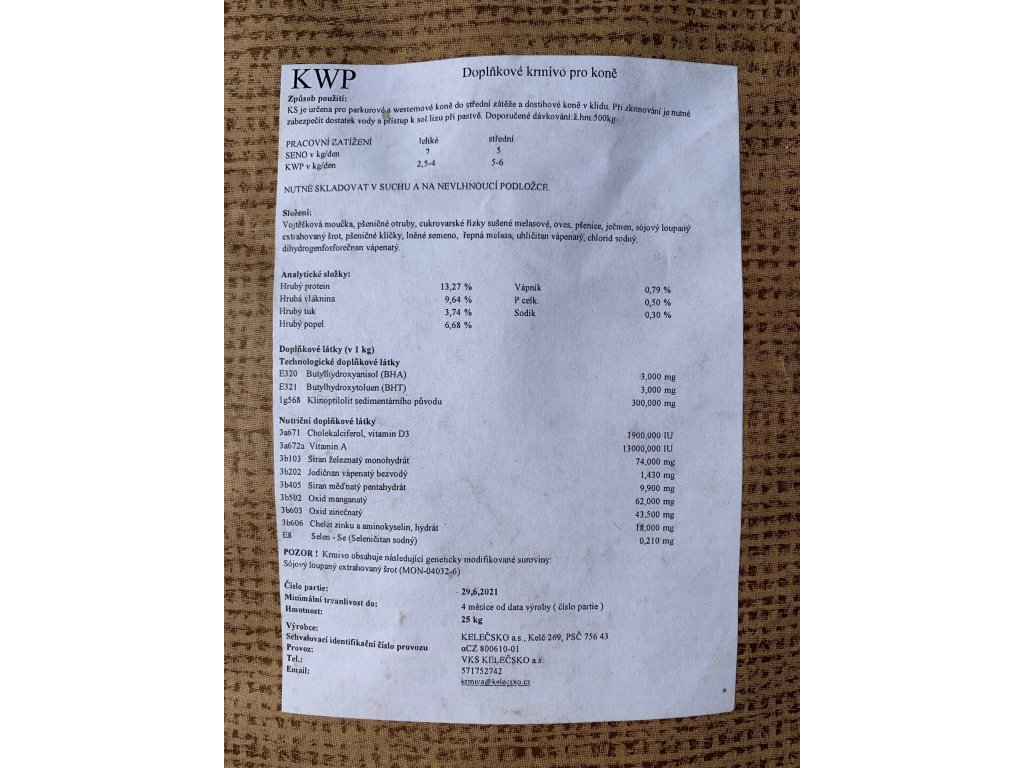 KWP Doplňkové krmivo pro koně
Způsob použití:
KS je určena pro parkurové a westernové koně do střední zátěže a dostihové koně v klidu. Při zkrmování je nutné
zabezpečit dostatek vody a přístup k sol.lizu při pastvě. Doporučené dávkování:ž.hm.500kg
PRACOVNÍ ZATÍŽENÍ lehké střední
SENO v kg/den 7 5
KWP v kg/den 2,5-4 5-6
NUTNÉ SKLADOVAT V SUCHU A NA NEVLHNOUCÍ PODLOŽCE.
Složení:
Vojtěšková moučka, pšeničné otruby, cukrovarské řízky sušené melasové, oves, pšenice, ječmen, sójový loupaný
extrahovaný šrot, pšeničné klíčky, lněné semeno, řepná melasa, uhličitan vápenatý, chlorid sodný,
dihydrogenfosforečnan vápenatý.
Analytické složky:
Hrubý protein 13,27 % Vápník 0,79 %
Hrubá vláknina 9,64 % P celk. 0,50 %
Hrubý tuk 3,74 % Sodík 0,30 %
Hrubý popel 6,68 %
Doplňkové látky (v 1 kg)
Technologické doplňkové látky
E320 Butylhydroxyanisol (BHA) 3,000 mg
E321 Butylhydroxytoluen (BHT) 3,000 mg
1g568 Klinoptilolit sedimentárního původu 300,000 mg
Nutriční doplňkové látky
3a671 Cholekalciferol, vitamin D3 1900,000 IU
3a672a Vitamin A 13000,000 IU
3b103 Síran železnatý monohydrát 74,000 mg
3b202 Jodičnan vápenatý bezvodý 1,430 mg
3b405 Síran měďnatý pentahydrát 9,900 mg
3b502 Oxid manganatý 62,000 mg
3b603 Oxid zinečnatý 43,500 mg
3b606 Chelát zinku a aminokyselin, hydrát 18,000 mg
E8 Selen - Se (Seleničitan sodný) 0,210 mg
POZOR ! Krmivo obsahuje následující geneticky modifikované suroviny:
Sójový loupaný extrahovaný šrot (MON-04032-6)
Číslo partie: 29,6,2021
Minimální trvanlivost do: 4 měsíce od data výroby ( číslo partie )
Hmotnost: 25 kg
Výrobce: KELEČSKO a.s., Kelč 269, PSČ 756 43
Schvalovací identifikační číslo provozu αCZ 800610-01
Provoz: VKS KELEČSKO a.s.
Tel.: 571752742
Email: krmiva@kelecsko.cz